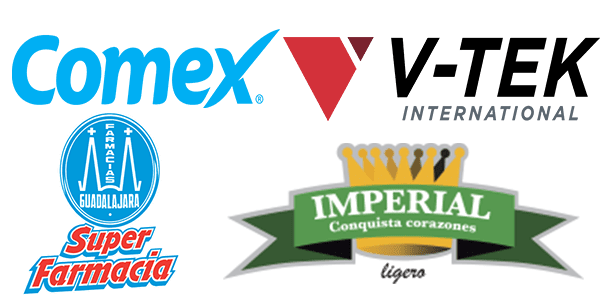 Comex®
V-TEK
INTERNATIONAL
FARMACIAS
GUADALAJARA
Super
Farmacia
IMPERIAL
Conquista corazones
ligero